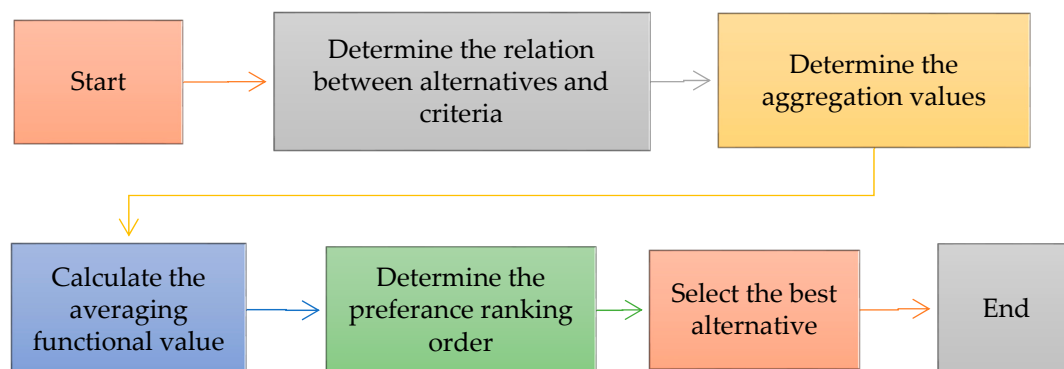 Start
Determine the relation
between alternatives and
criteria
Determine the
aggregation values
Calculate the
averaging
functional value
Determine the
preferance ranking
order
Select the best
alternative
End